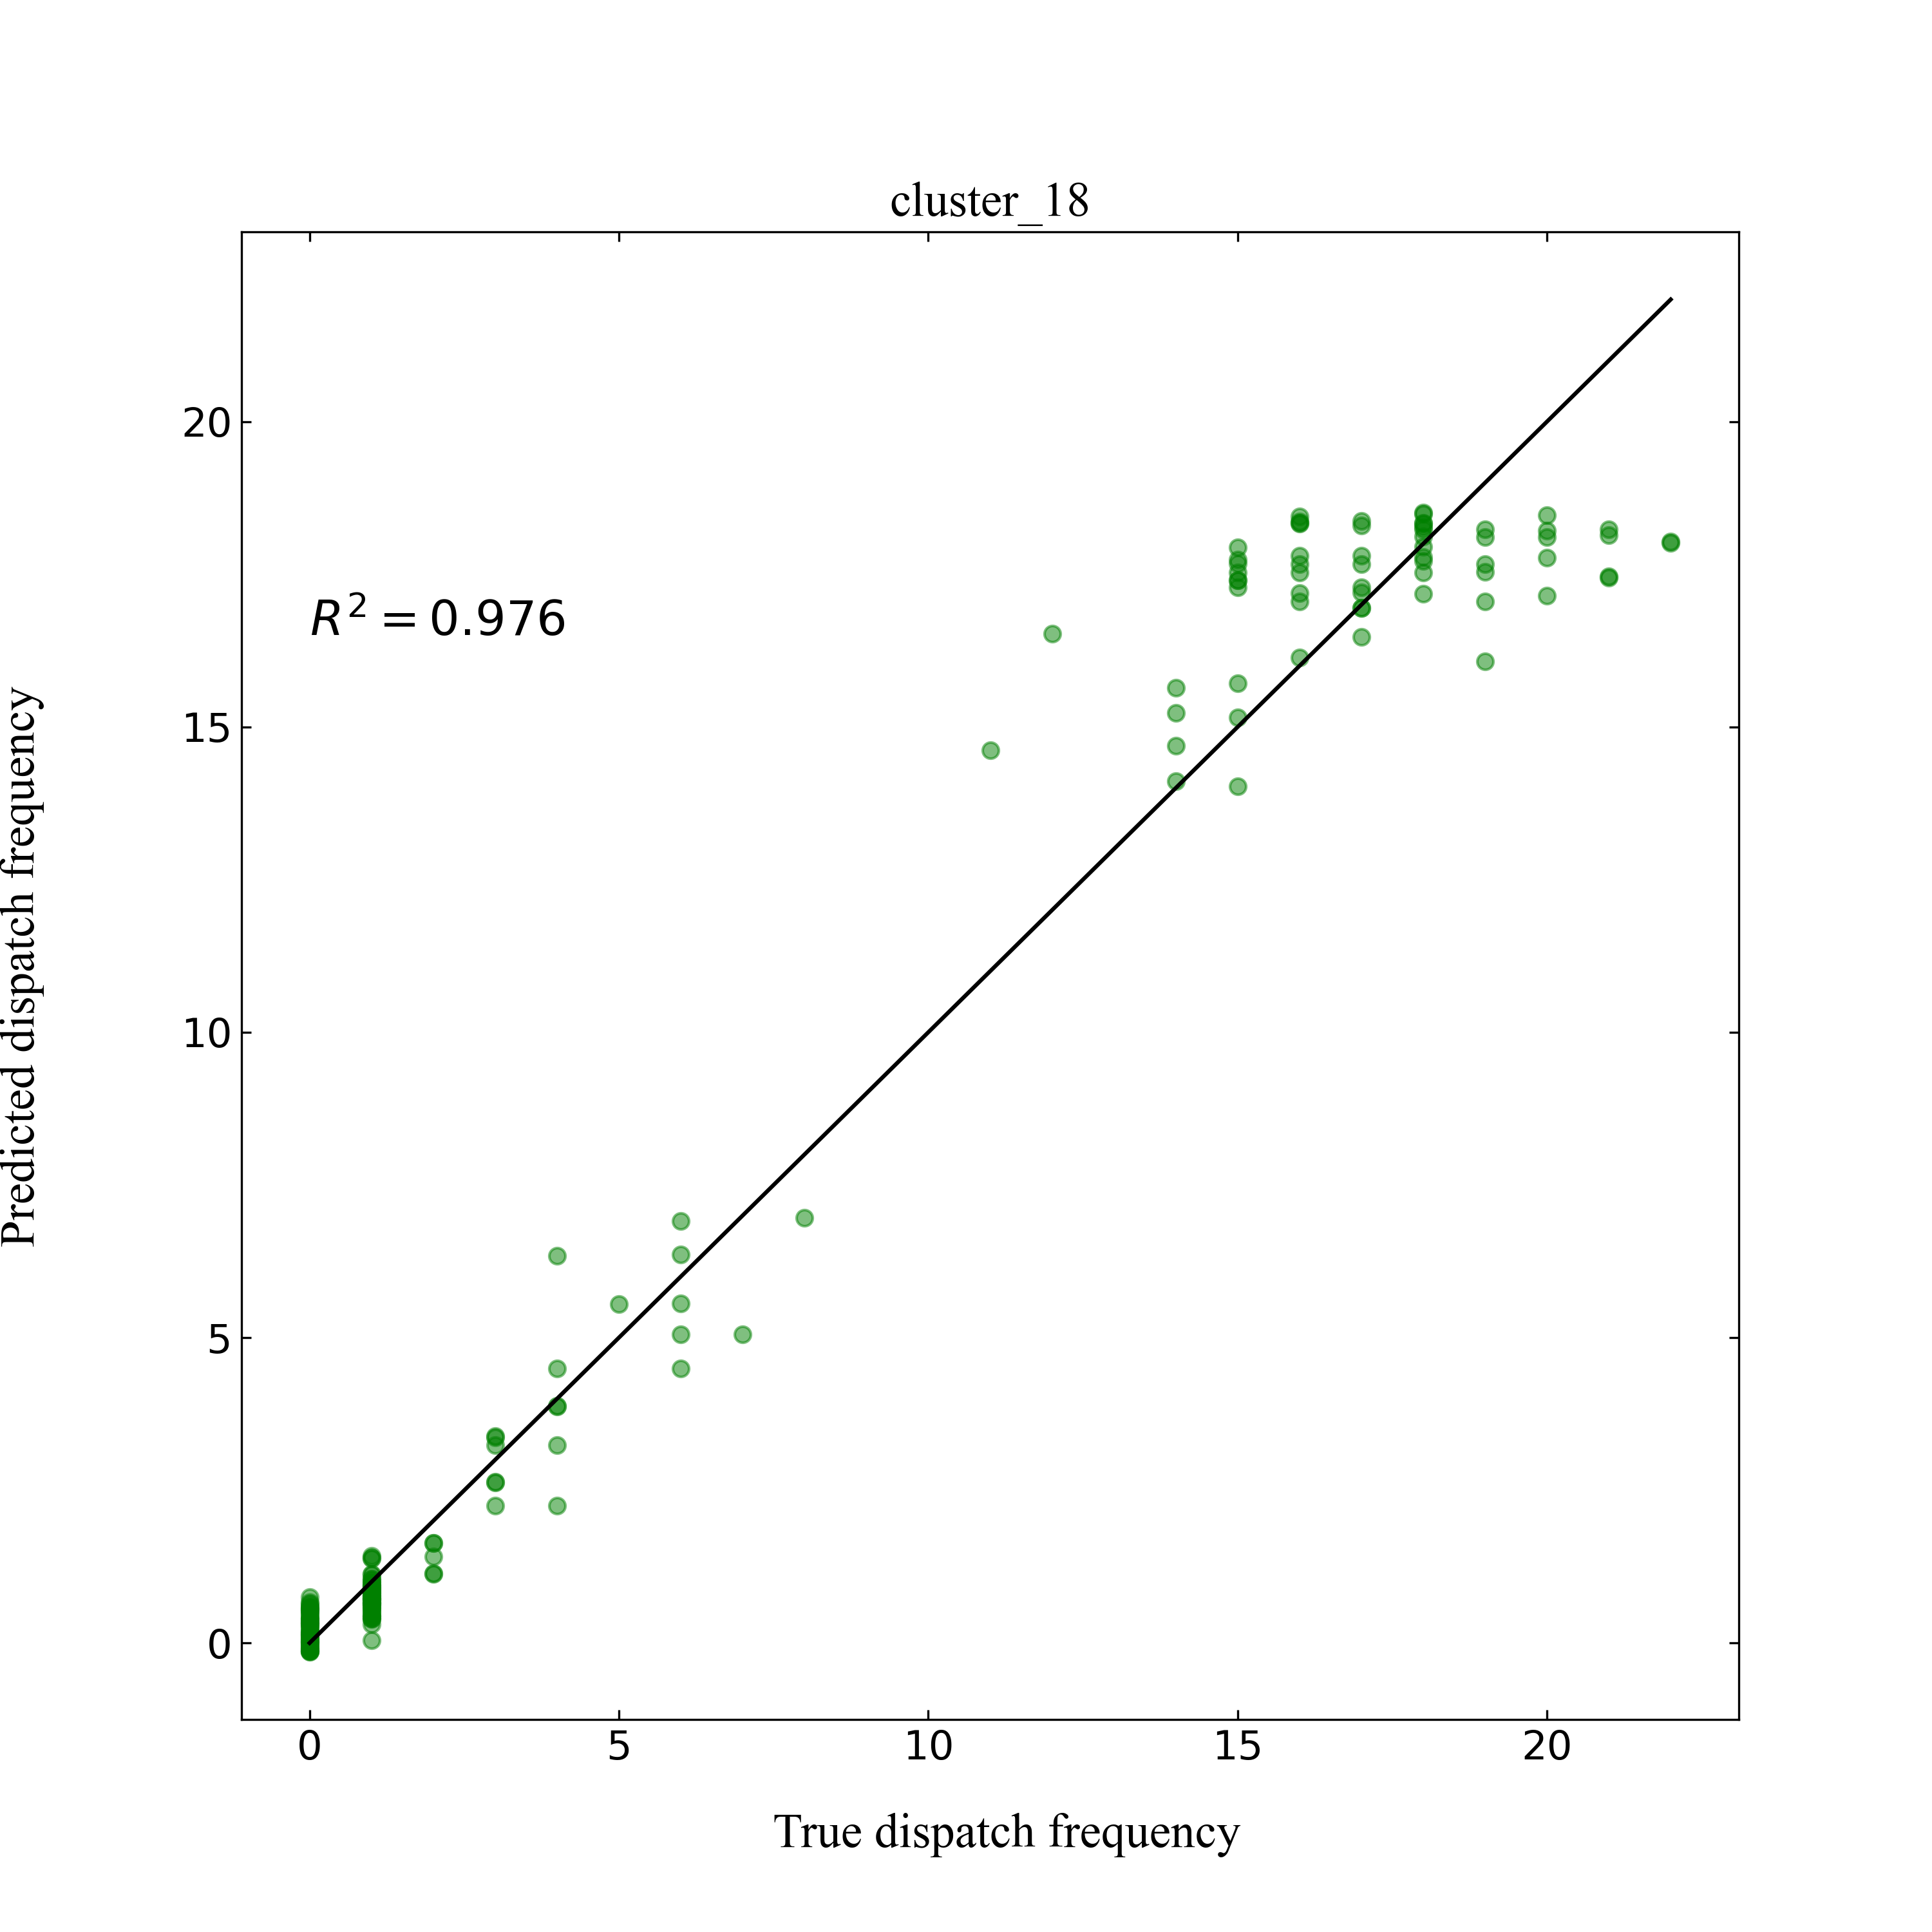 cluster_18
20
R² = 0.976
15
10
5
0
0 5 10 15 20
Predicted dispatch frequency
True dispatch frequency